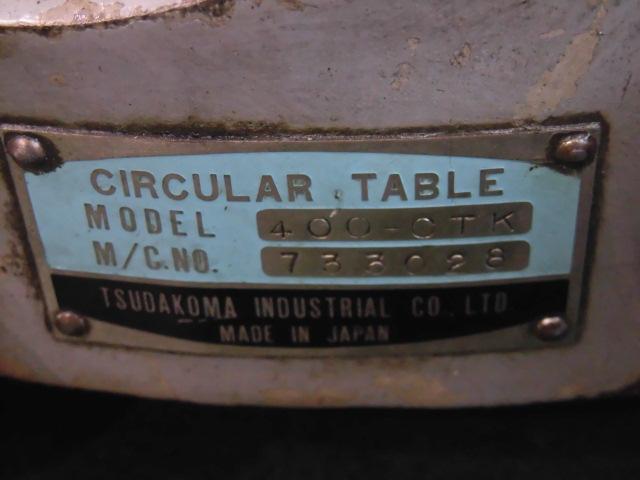 CIRCULAR TABLE
MODEL 400-CTK
M/C.NO. 733028
TSUDAKOMA INDUSTRIAL CO., LTD
MADE IN JAPAN